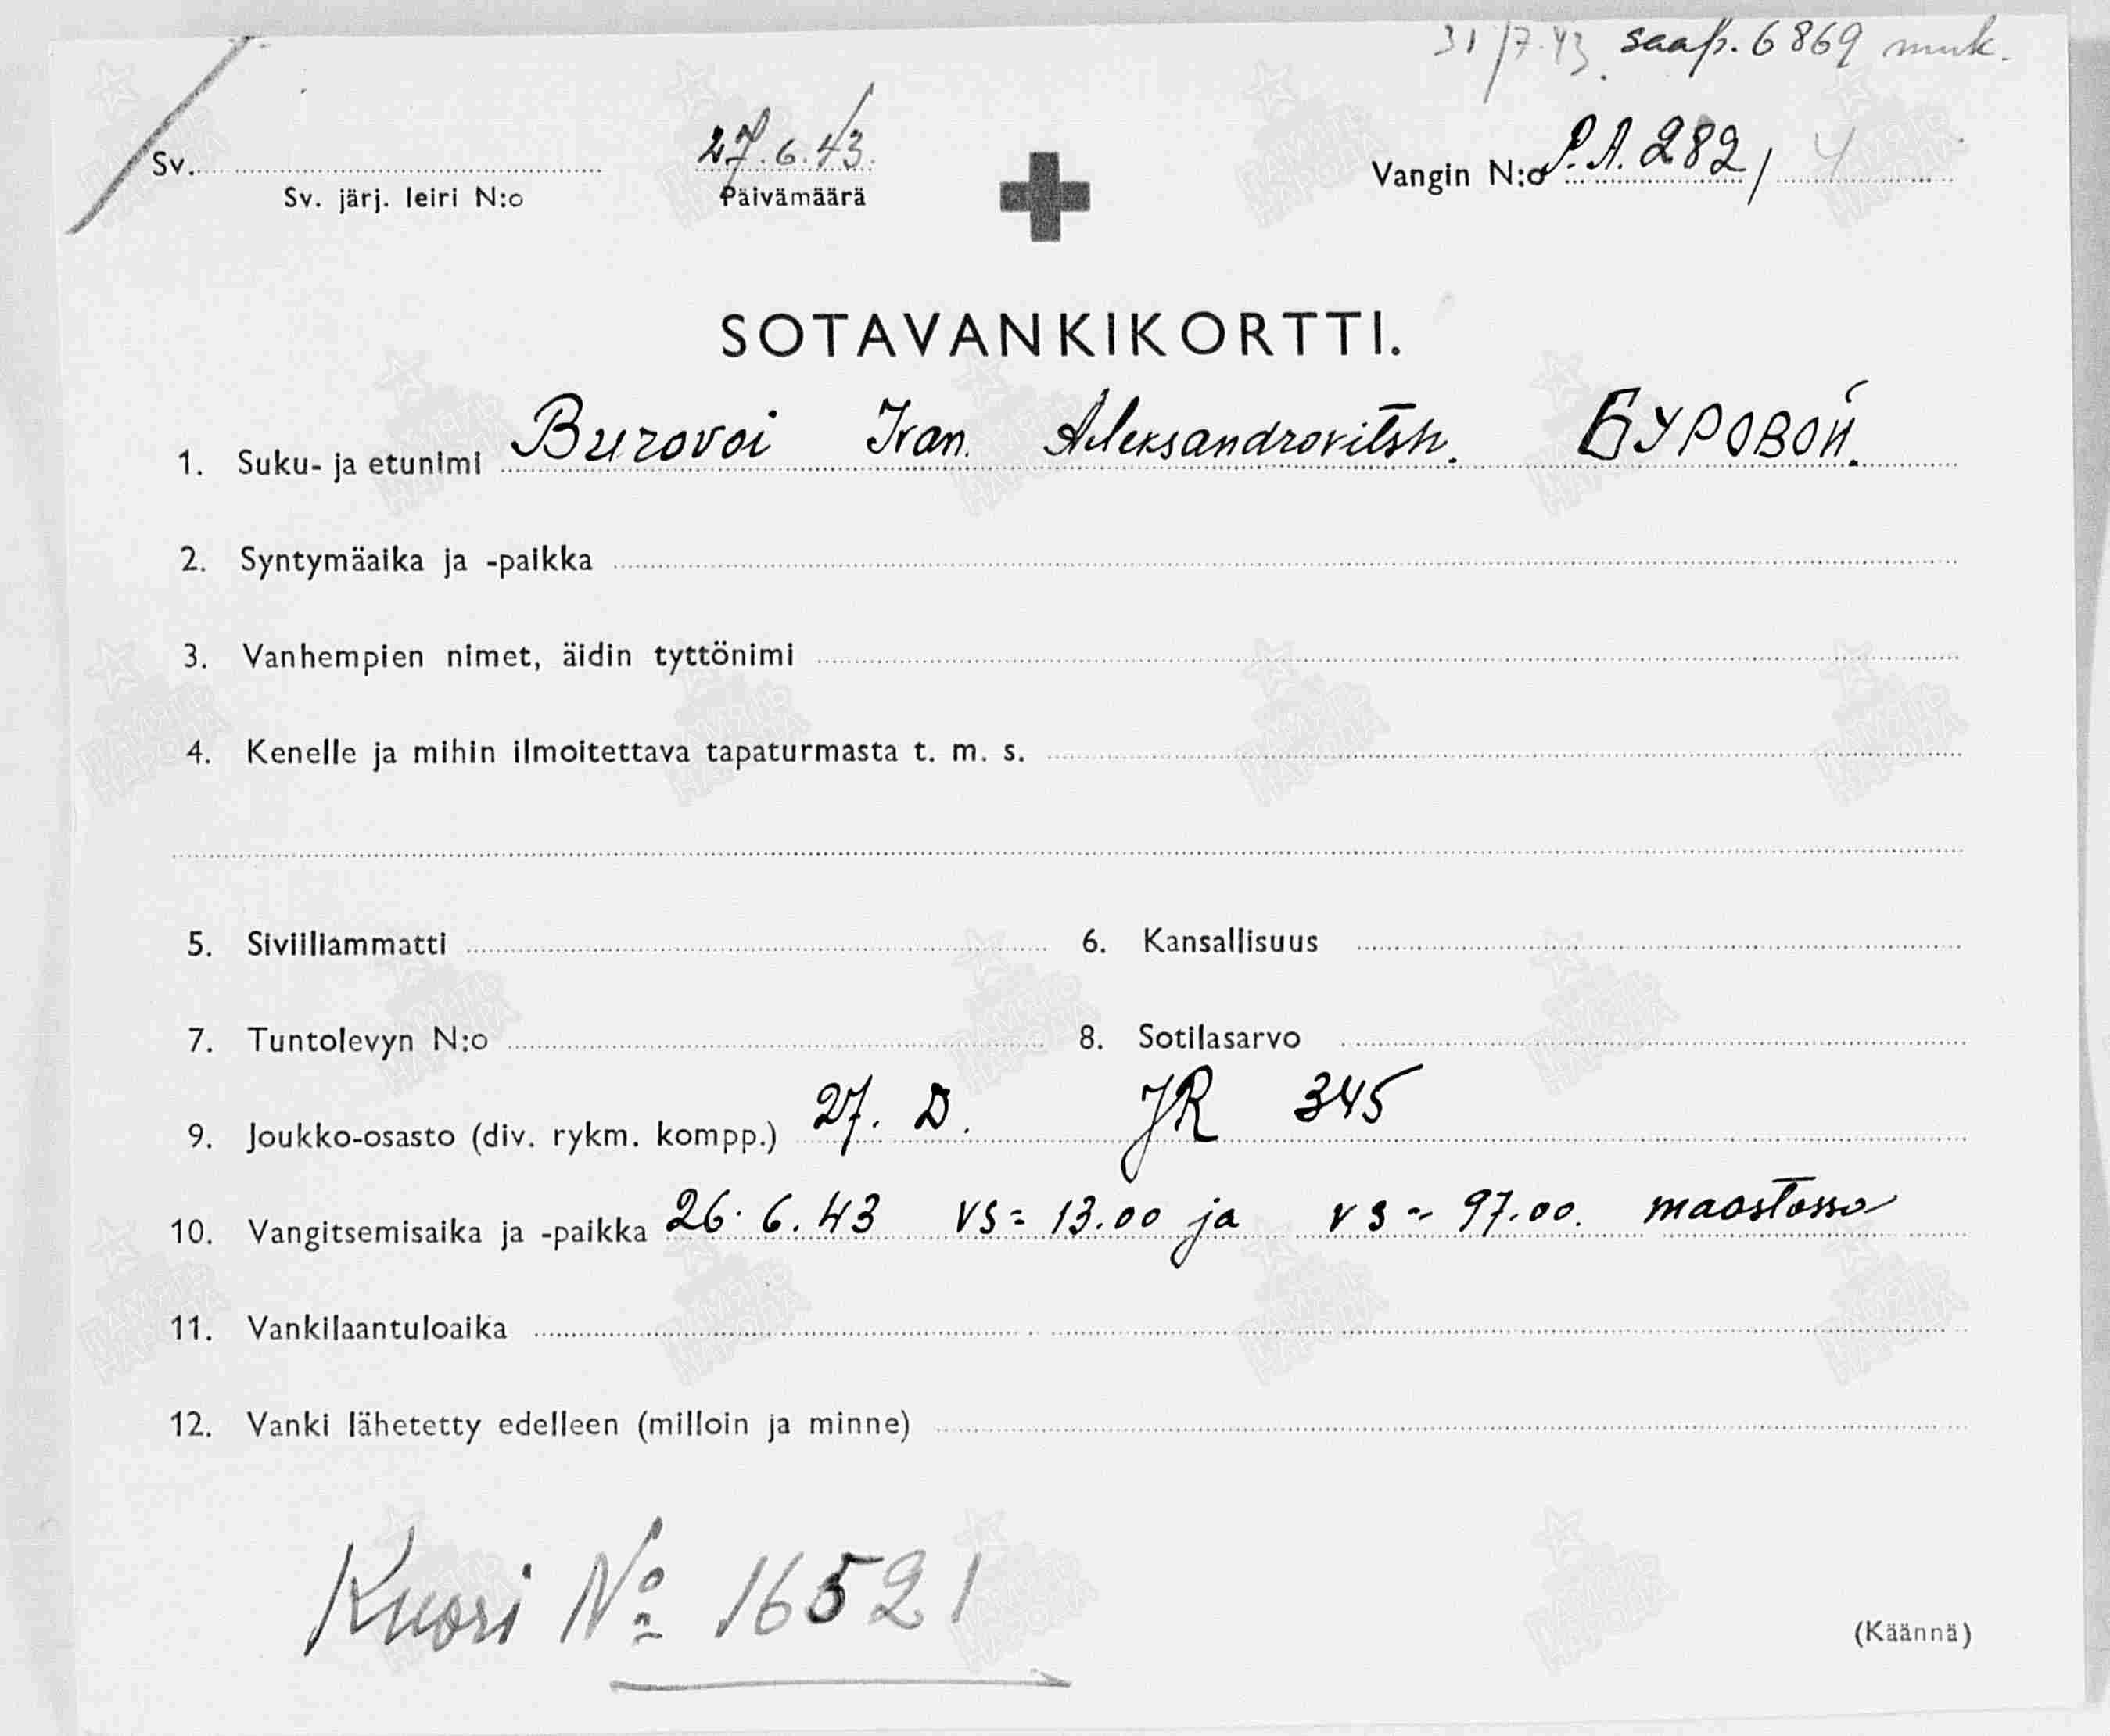 31/7.43. saap. 6869 muk.
Sv. 27.6.43. Vangin N:o P.A. 282/4
Sv. järj. leiri N:o Päivämäärä
SOTAVANKIKORTTI.
1. Suku- ja etunimi Burovoi Ivan Aleksandrovitsh. БУРОВОЙ.
2. Syntymäaika ja -paikka
3. Vanhempien nimet, äidin tyttönimi
4. Kenelle ja mihin ilmoitettava tapaturmasta t. m. s.
5. Siviiliammatti 6. Kansallisuus
7. Tuntolevyn N:o 8. Sotilasarvo
9. Joukko-osasto (div. rykm. kompp.) 27. D. JR 345
10. Vangitsemisaika ja -paikka 26.6.43 vs = 13.00 ja vs - 97.00. maastossa
11. Vankilaantuloaika
12. Vanki lähetetty edelleen (milloin ja minne)
Kuori № 16521
(Käännä)